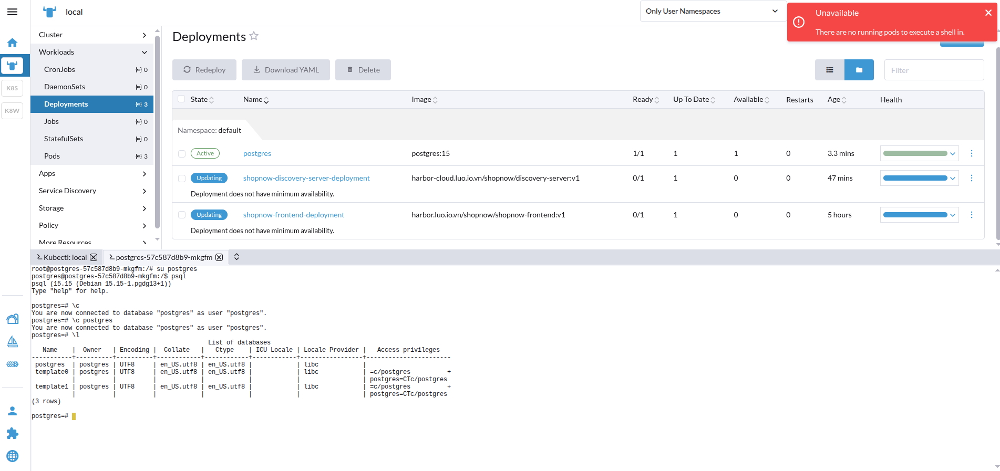 local
Only User Namespaces
Unavailable
There are no running pods to execute a shell in.
K8S
K8W
Cluster
Workloads
CronJobs 0
DaemonSets 0
Deployments 3
Jobs 0
StatefulSets 0
Pods 3
Apps
Service Discovery
Storage
Policy
More Resources
Deployments
Redeploy
Download YAML
Delete
Filter
State Name Image Ready Up To Date Available Restarts Age Health
Namespace: default
Active postgres postgres:15 1/1 1 1 0 3.3 mins
Updating shopnow-discovery-server-deployment harbor-cloud.luo.io.vn/shopnow/discovery-server:v1 0/1 1 0 0 47 mins
Deployment does not have minimum availability.
Updating shopnow-frontend-deployment harbor.luo.io.vn/shopnow/shopnow-frontend:v1 0/1 1 0 0 5 hours
Deployment does not have minimum availability.
Kubectl: local
postgres-57c587d8b9-mkgfm
root@postgres-57c587d8b9-mkgfm:/# su postgres
postgres@postgres-57c587d8b9-mkgfm:/$ psql
psql (15.15 (Debian 15.15-1.pgdg13+1))
Type "help" for help.
postgres=# \c
You are now connected to database "postgres" as user "postgres".
postgres=# \c postgres
You are now connected to database "postgres" as user "postgres".
postgres=# \l
                                                List of databases
   Name    |  Owner   | Encoding |  Collate   |   Ctype    | ICU Locale | Locale Provider |   Access privileges
-----------+----------+----------+------------+------------+------------+-----------------+-----------------------
 postgres  | postgres | UTF8     | en_US.utf8 | en_US.utf8 |            | libc            |
 template0 | postgres | UTF8     | en_US.utf8 | en_US.utf8 |            | libc            | =c/postgres          +
           |          |          |            |            |            |                 | postgres=CTc/postgres
 template1 | postgres | UTF8     | en_US.utf8 | en_US.utf8 |            | libc            | =c/postgres          +
           |          |          |            |            |            |                 | postgres=CTc/postgres
(3 rows)
postgres=#